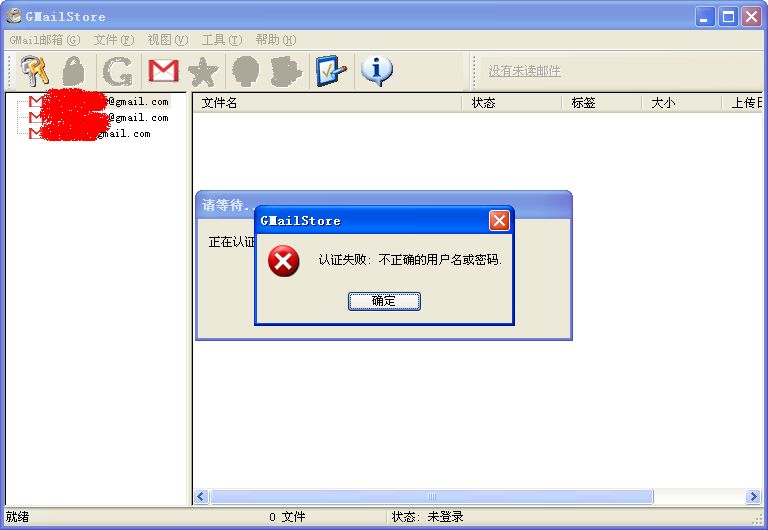 GMailStore
GMail邮箱(G) 文件(F) 视图(V) 工具(T) 帮助(H)
没有未读邮件
@gmail.com
@gmail.com
gmail.com
文件名 状态 标签 大小 上传日
请等待..
正在认证
GMailStore
认证失败: 不正确的用户名或密码.
确定
就绪 0 文件 状态: 未登录